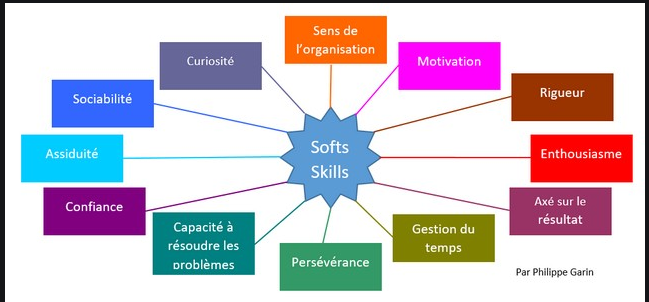 Sens de
l'organisation
Curiosité
Motivation
Sociabilité
Rigueur
Softs
Skills
Assiduité
Enthousiasme
Confiance
Axé sur le
résultat
Capacité à
résoudre les
problèmes
Gestion du
temps
Persévérance
Par Philippe Garin